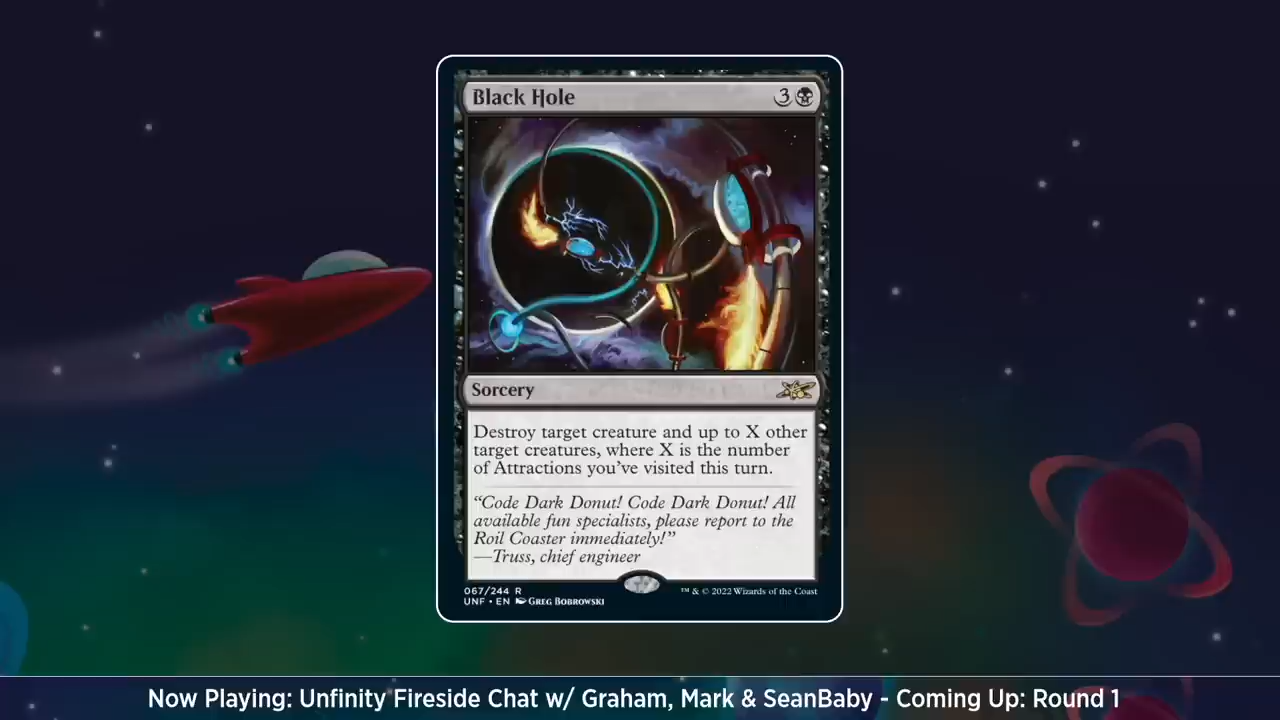 Black Hole 3
Sorcery
Destroy target creature and up to X other
target creatures, where X is the number
of Attractions you've visited this turn.
“Code Dark Donut! Code Dark Donut! All
available fun specialists, please report to the
Roil Coaster immediately!”
—Truss, chief engineer
067/244 R
UNF • EN Greg Bobrowski
™ & © 2022 Wizards of the Coast
Now Playing: Unfinity Fireside Chat w/ Graham, Mark & SeanBaby - Coming Up: Round 1